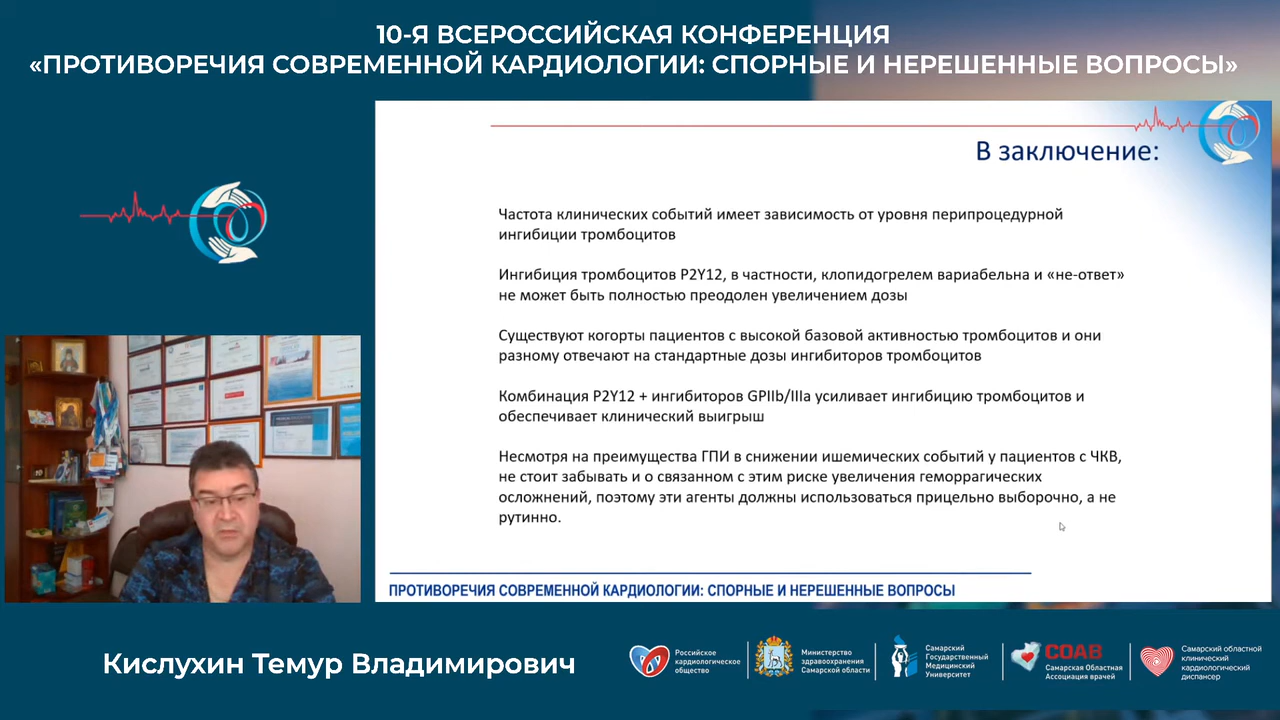 10-Я ВСЕРОССИЙСКАЯ КОНФЕРЕНЦИЯ
«ПРОТИВОРЕЧИЯ СОВРЕМЕННОЙ КАРДИОЛОГИИ: СПОРНЫЕ И НЕРЕШЕННЫЕ ВОПРОСЫ»
В заключение:
Частота клинических событий имеет зависимость от уровня перипроцедурной
ингибиции тромбоцитов
Ингибиция тромбоцитов P2Y12, в частности, клопидогрелем вариабельна и «не-ответ»
не может быть полностью преодолен увеличением дозы
Существуют когорты пациентов с высокой базовой активностью тромбоцитов и они
разному отвечают на стандартные дозы ингибиторов тромбоцитов
Комбинация P2Y12 + ингибиторов GPIIb/IIIa усиливает ингибицию тромбоцитов и
обеспечивает клинический выигрыш
Несмотря на преимущества ГПИ в снижении ишемических событий у пациентов с ЧКВ,
не стоит забывать и о связанном с этим риске увеличения геморрагических
осложнений, поэтому эти агенты должны использоваться прицельно выборочно, а не
рутинно.
ПРОТИВОРЕЧИЯ СОВРЕМЕННОЙ КАРДИОЛОГИИ: СПОРНЫЕ И НЕРЕШЕННЫЕ ВОПРОСЫ
Кислухин Темур Владимирович
Российское
кардиологическое
общество
Министерство
здравоохранения
Самарской области
Самарский
Государственный
Медицинский
Университет
СОАВ
Самарская Областная
Ассоциация врачей
Самарский областной
клинический
кардиологический
диспансер